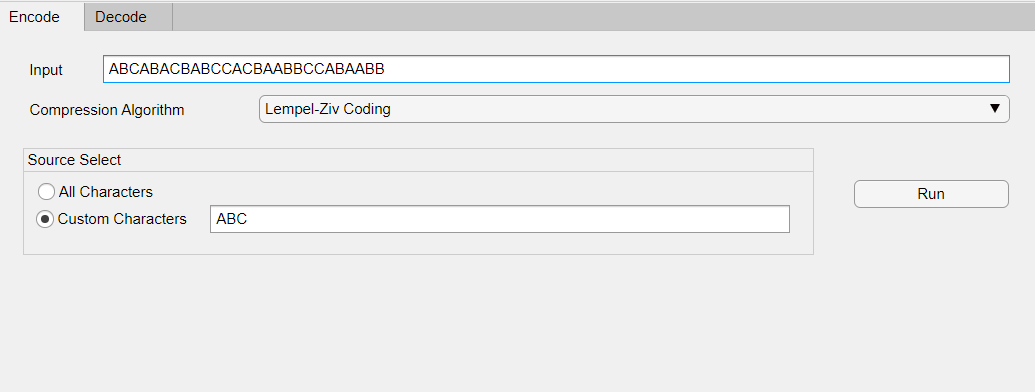 Encode Decode
Input ABCABACBABCCACBAABBCCABAABB
Compression Algorithm Lempel-Ziv Coding
Source Select
All Characters
Run
Custom Characters ABC